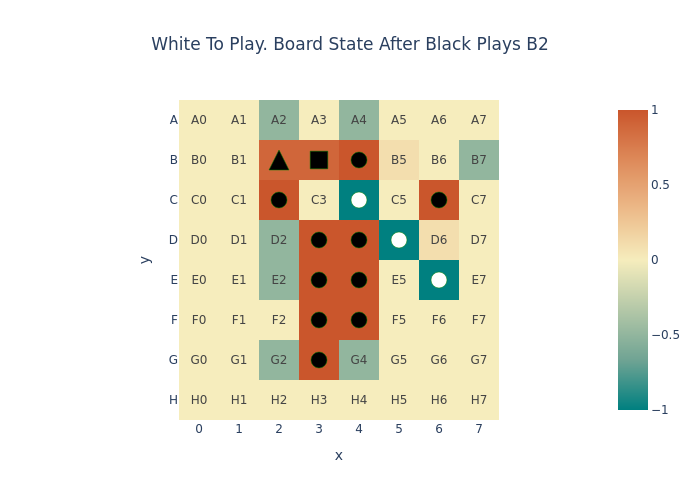 White To Play. Board State After Black Plays B2
A A0 A1 A2 A3 A4 A5 A6 A7
B B0 B1 B5 B6 B7
C C0 C1 C3 C5 C7
D D0 D1 D2 D6 D7
E E0 E1 E2 E5 E7
F F0 F1 F2 F5 F6 F7
G G0 G1 G2 G4 G5 G6 G7
H H0 H1 H2 H3 H4 H5 H6 H7
0 1 2 3 4 5 6 7
x
y
1
0.5
0
−0.5
−1